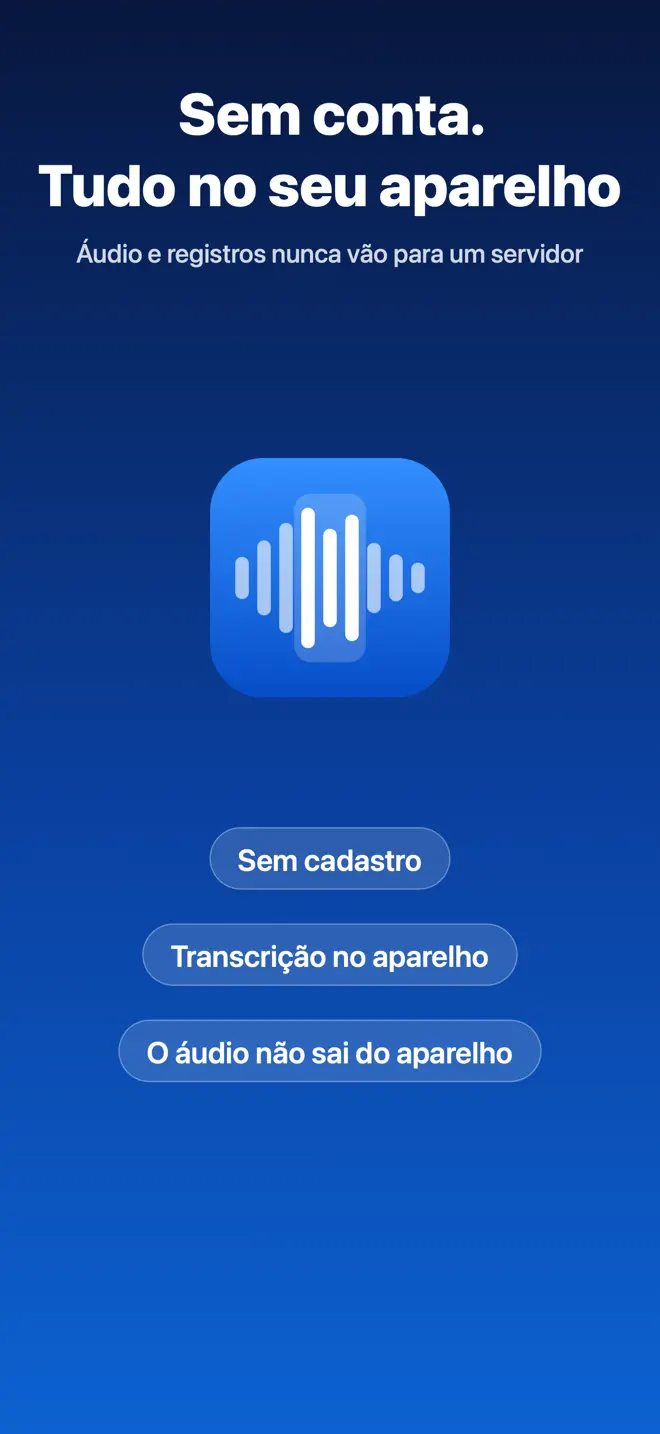 Sem conta.
Tudo no seu aparelho
Áudio e registros nunca vão para um servidor
Sem cadastro
Transcrição no aparelho
O áudio não sai do aparelho